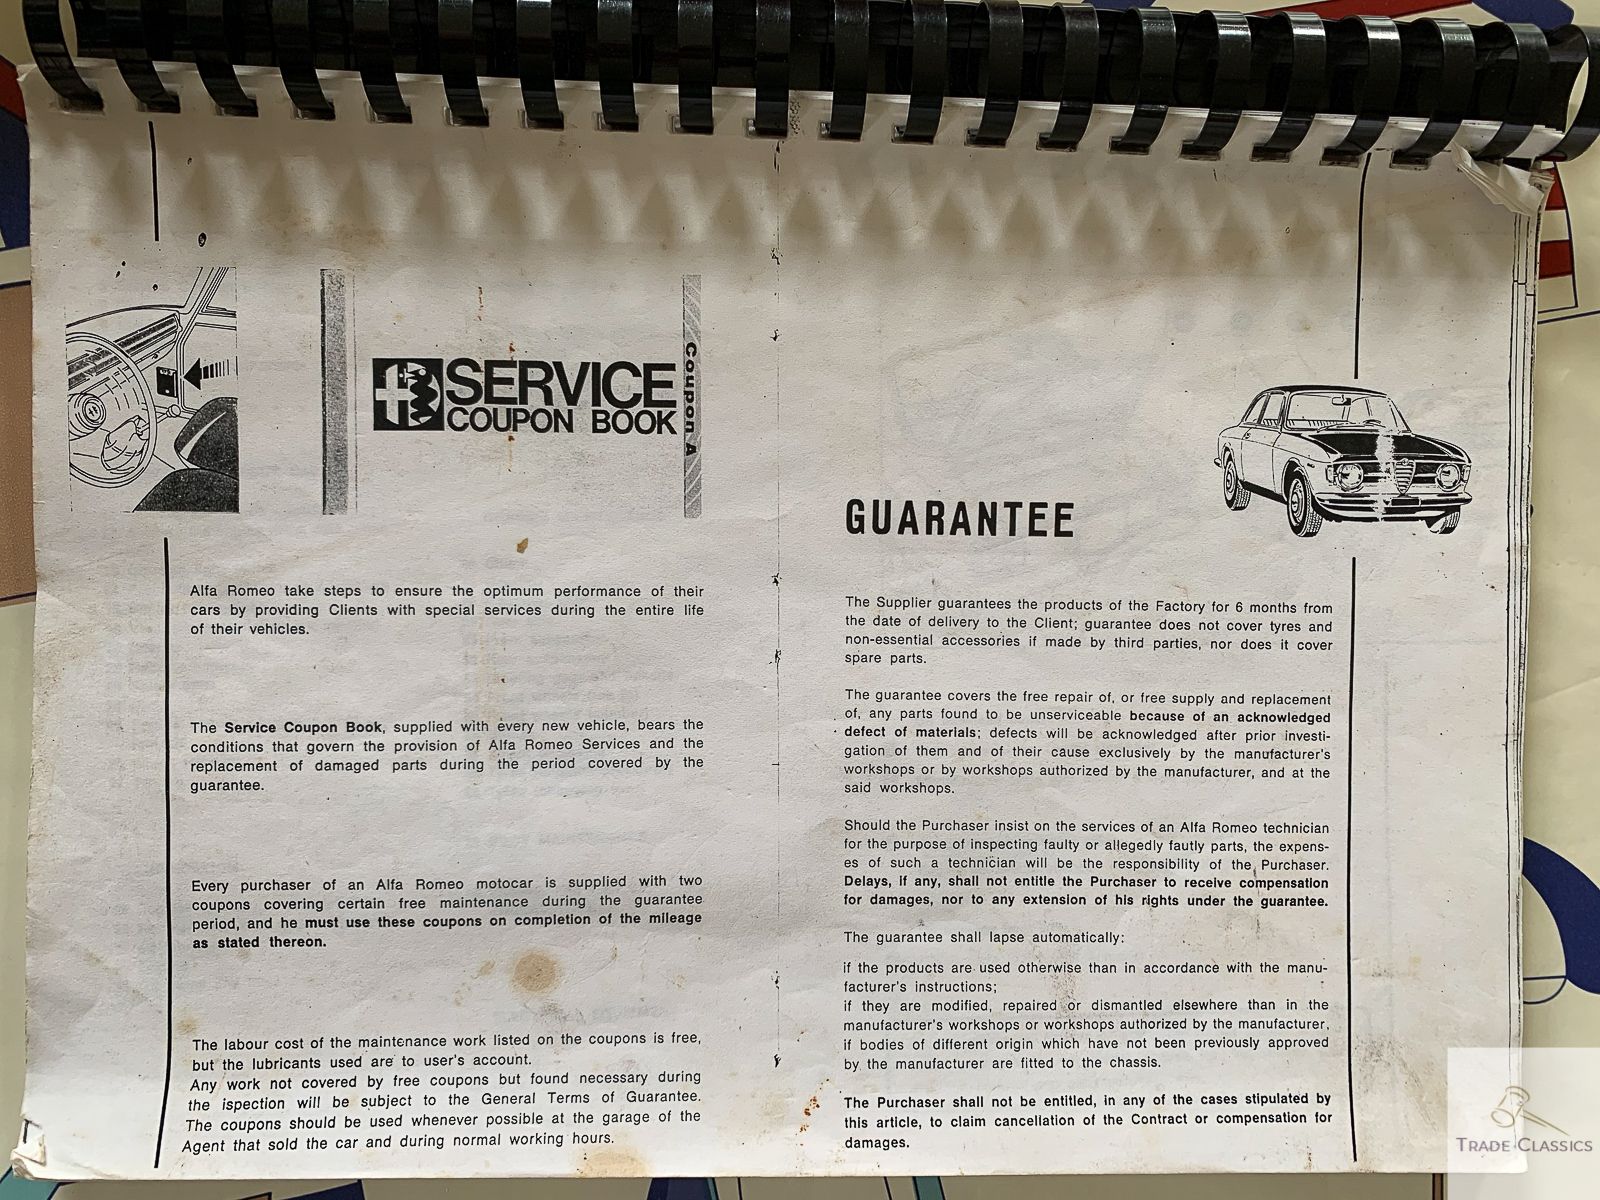 SERVICE
COUPON BOOK
Coupon A
Alfa Romeo take steps to ensure the optimum performance of their
cars by providing Clients with special services during the entire life
of their vehicles.
The Service Coupon Book, supplied with every new vehicle, bears the
conditions that govern the provision of Alfa Romeo Services and the
replacement of damaged parts during the period covered by the
guarantee.
Every purchaser of an Alfa Romeo motocar is supplied with two
coupons covering certain free maintenance during the guarantee
period, and he must use these coupons on completion of the mileage
as stated thereon.
The labour cost of the maintenance work listed on the coupons is free,
but the lubricants used are to user's account.
Any work not covered by free coupons but found necessary during
the ispection will be subject to the General Terms of Guarantee.
The coupons should be used whenever possible at the garage of the
Agent that sold the car and during normal working hours.
GUARANTEE
The Supplier guarantees the products of the Factory for 6 months from
the date of delivery to the Client; guarantee does not cover tyres and
non-essential accessories if made by third parties, nor does it cover
spare parts.
The guarantee covers the free repair of, or free supply and replacement
of, any parts found to be unserviceable because of an acknowledged
defect of materials; defects will be acknowledged after prior investi-
gation of them and of their cause exclusively by the manufacturer's
workshops or by workshops authorized by the manufacturer, and at the
said workshops.
Should the Purchaser insist on the services of an Alfa Romeo technician
for the purpose of inspecting faulty or allegedly fautly parts, the expens-
es of such a technician will be the responsibility of the Purchaser.
Delays, if any, shall not entitle the Purchaser to receive compensation
for damages, nor to any extension of his rights under the guarantee.
The guarantee shall lapse automatically:
if the products are used otherwise than in accordance with the manu-
facturer's instructions;
if they are modified, repaired or dismantled elsewhere than in the
manufacturer's workshops or workshops authorized by the manufacturer,
if bodies of different origin which have not been previously approved
by the manufacturer are fitted to the chassis.
The Purchaser shall not be entitled, in any of the cases stipulated by
this article, to claim cancellation of the Contract or compensation for
damages.
TRADE CLASSICS